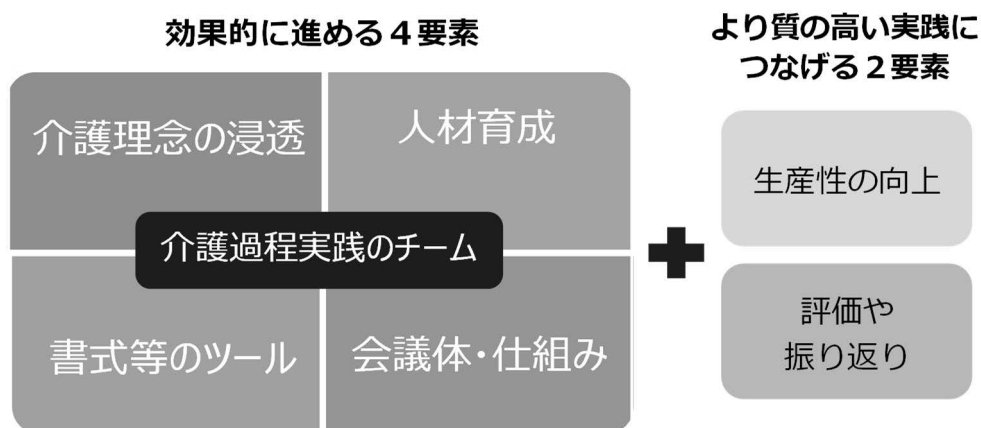 効果的に進める４要素
介護理念の浸透
人材育成
介護過程実践のチーム
書式等のツール
会議体・仕組み
より質の高い実践に
つなげる２要素
生産性の向上
評価や
振り返り